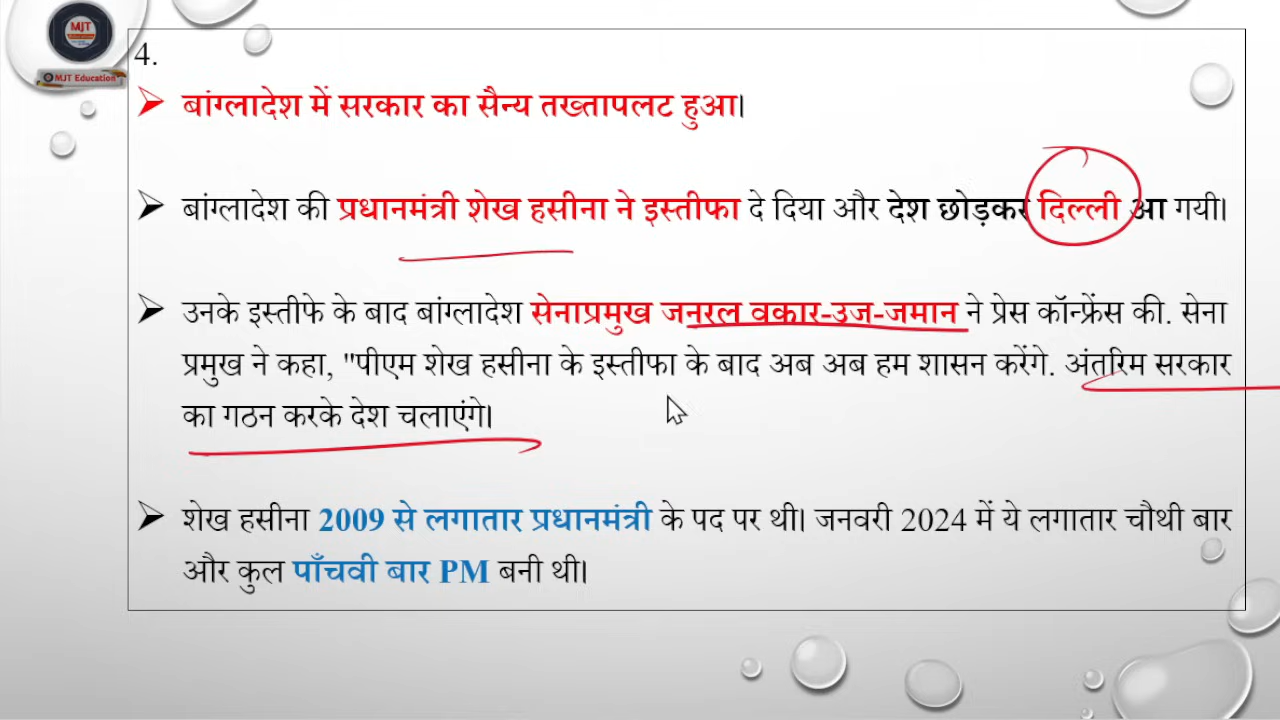 MJT
MJT Education
4.
➢ बांग्लादेश में सरकार का सैन्य तख्तापलट हुआ।
➢ बांग्लादेश की प्रधानमंत्री शेख हसीना ने इस्तीफा दे दिया और देश छोड़कर दिल्ली आ गयी।
➢ उनके इस्तीफे के बाद बांग्लादेश सेनाप्रमुख जनरल वकार-उज-जमान ने प्रेस कॉन्फ्रेंस की. सेना
प्रमुख ने कहा, "पीएम शेख हसीना के इस्तीफा के बाद अब अब हम शासन करेंगे. अंतरिम सरकार
का गठन करके देश चलाएंगे।
➢ शेख हसीना 2009 से लगातार प्रधानमंत्री के पद पर थी। जनवरी 2024 में ये लगातार चौथी बार
और कुल पाँचवी बार PM बनी थी।